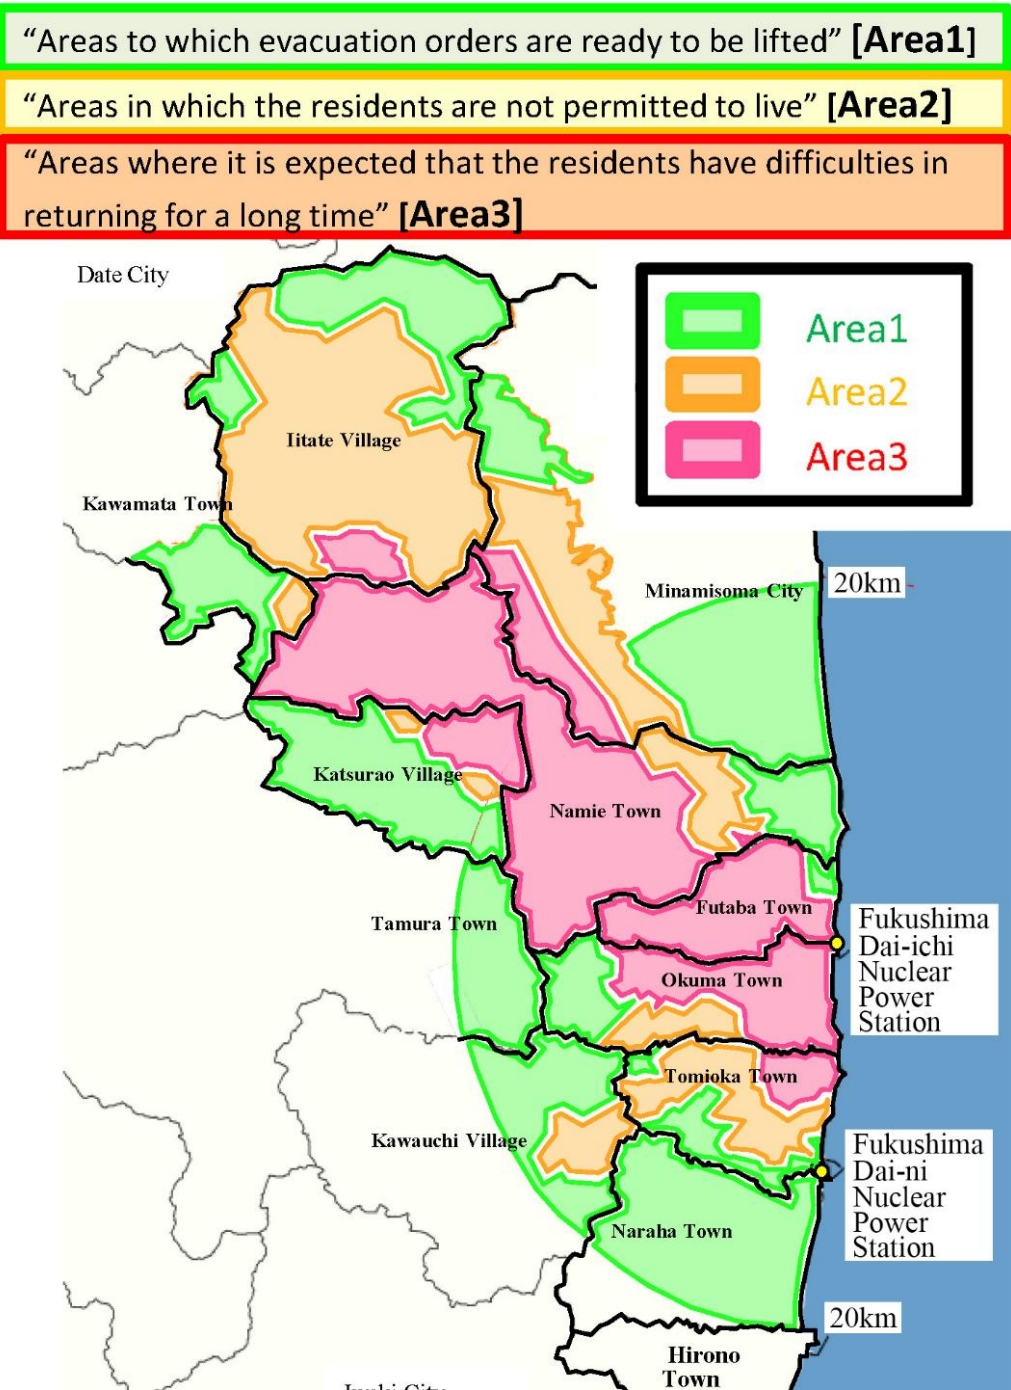 “Areas to which evacuation orders are ready to be lifted” [Area1]
“Areas in which the residents are not permitted to live” [Area2]
“Areas where it is expected that the residents have difficulties in
returning for a long time” [Area3]
Date City
Area1
Area2
Area3
Iitate Village
Kawamata Town
20km
Minamisoma City
Katsurao Village
Namie Town
Futaba Town
Tamura Town
Fukushima
Dai-ichi
Nuclear
Power
Station
Okuma Town
Tomioka Town
Kawauchi Village
Fukushima
Dai-ni
Nuclear
Power
Station
Naraha Town
20km
Hirono
Town
City